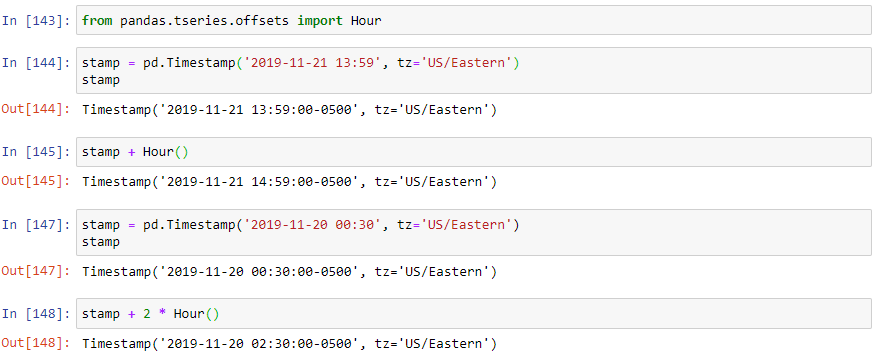 In [143]: from pandas.tseries.offsets import Hour
In [144]: stamp = pd.Timestamp('2019-11-21 13:59', tz='US/Eastern')
stamp
Out[144]: Timestamp('2019-11-21 13:59:00-0500', tz='US/Eastern')
In [145]: stamp + Hour()
Out[145]: Timestamp('2019-11-21 14:59:00-0500', tz='US/Eastern')
In [147]: stamp = pd.Timestamp('2019-11-20 00:30', tz='US/Eastern')
stamp
Out[147]: Timestamp('2019-11-20 00:30:00-0500', tz='US/Eastern')
In [148]: stamp + 2 * Hour()
Out[148]: Timestamp('2019-11-20 02:30:00-0500', tz='US/Eastern')